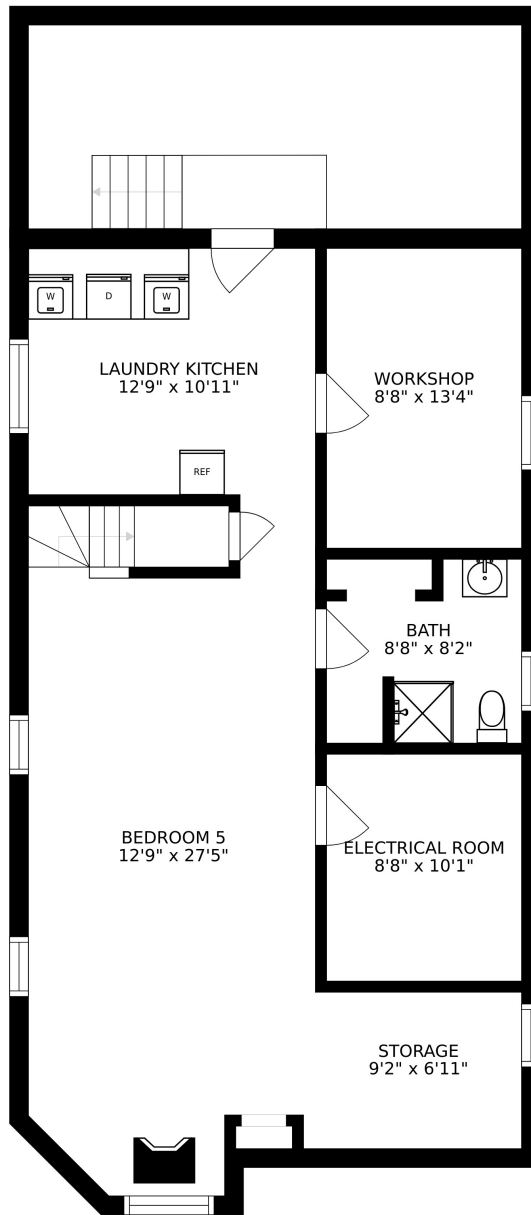 W
D
W
LAUNDRY KITCHEN
12'9" x 10'11"
WORKSHOP
8'8" x 13'4"
REF
BATH
8'8" x 8'2"
BEDROOM 5
12'9" x 27'5"
ELECTRICAL ROOM
8'8" x 10'1"
STORAGE
9'2" x 6'11"